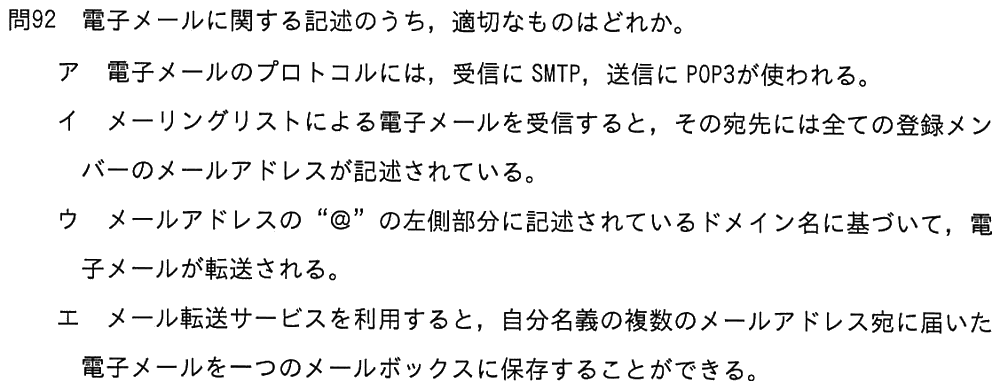 問92　電子メールに関する記述のうち，適切なものはどれか。
ア　電子メールのプロトコルには，受信に SMTP，送信に POP3が使われる。
イ　メーリングリストによる電子メールを受信すると，その宛先には全ての登録メン
バーのメールアドレスが記述されている。
ウ　メールアドレスの“@”の左側部分に記述されているドメイン名に基づいて，電
子メールが転送される。
エ　メール転送サービスを利用すると，自分名義の複数のメールアドレス宛に届いた
電子メールを一つのメールボックスに保存することができる。